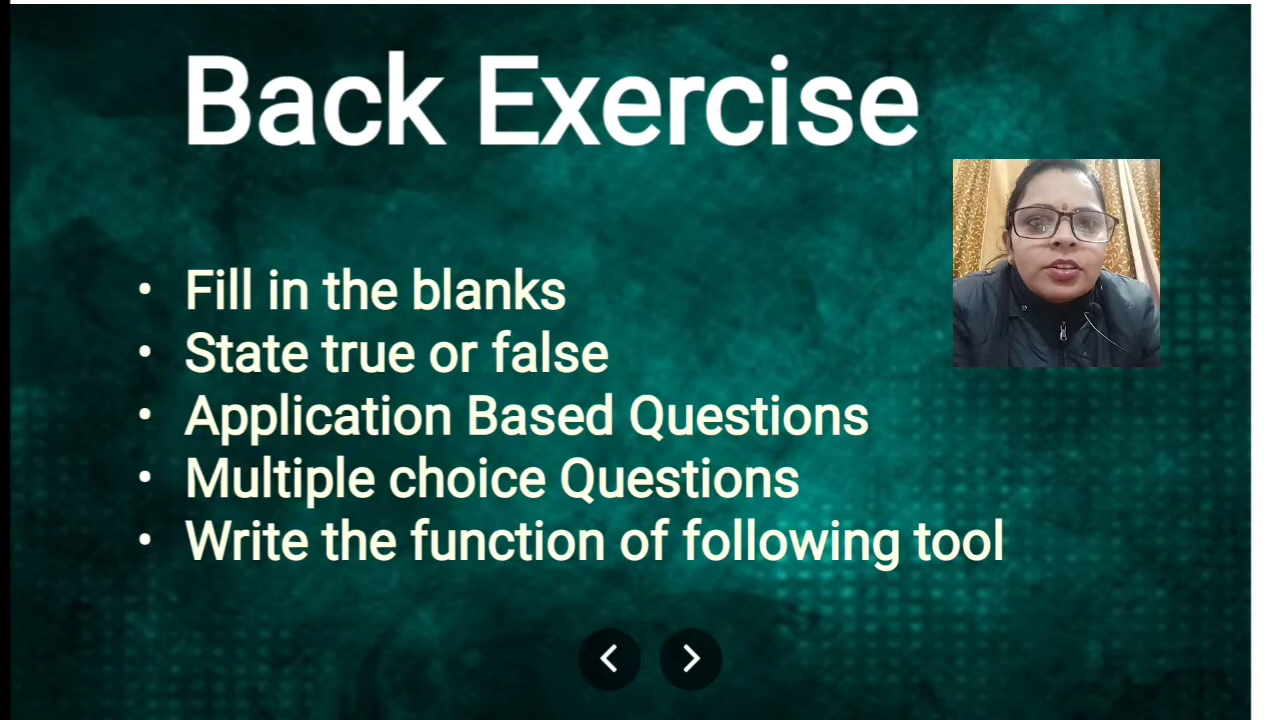 Back Exercise
• Fill in the blanks
• State true or false
• Application Based Questions
• Multiple choice Questions
• Write the function of following tool